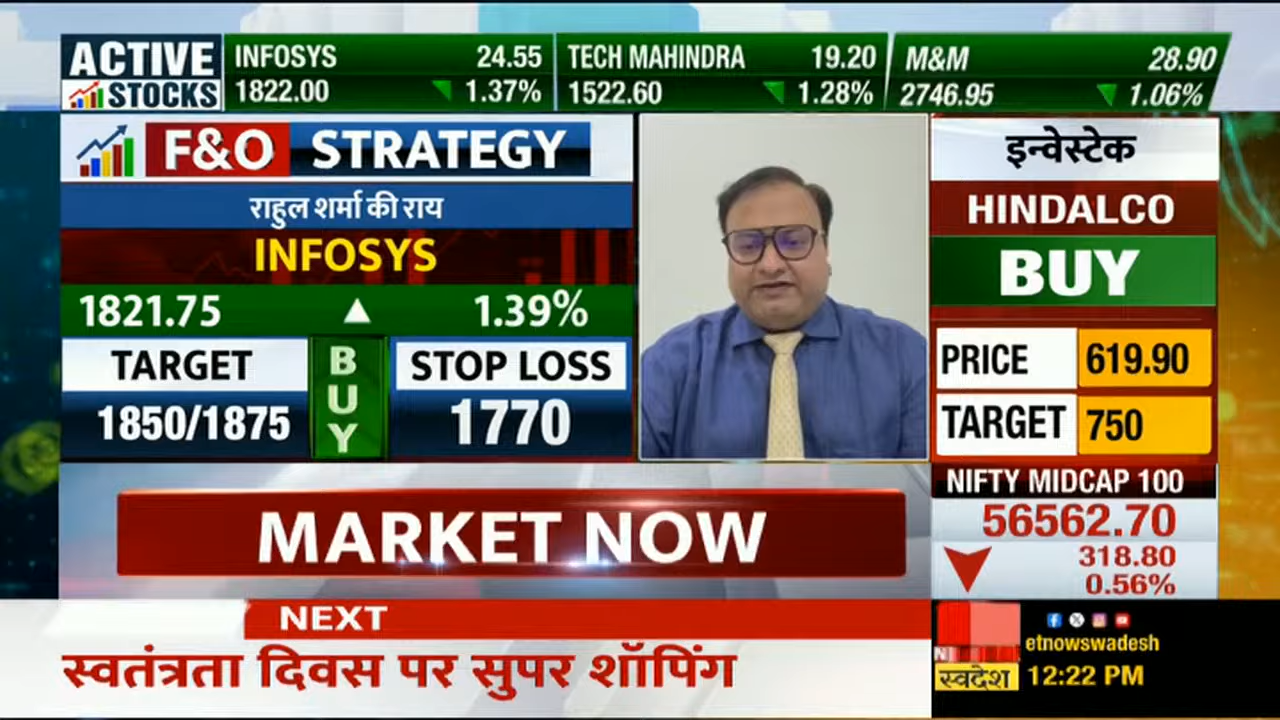 ACTIVE STOCKS
INFOSYS 24.55
1822.00 1.37%
TECH MAHINDRA 19.20
1522.60 1.28%
M&M 28.90
2746.95 1.06%
F&O STRATEGY
राहुल शर्मा की राय
INFOSYS
1821.75 ▲ 1.39%
TARGET
1850/1875
BUY
STOP LOSS
1770
इन्वेस्टेक
HINDALCO
BUY
PRICE 619.90
TARGET 750
NIFTY MIDCAP 100
56562.70
318.80
0.56%
MARKET NOW
NEXT
स्वतंत्रता दिवस पर सुपर शॉपिंग
etnowswadesh
स्वदेश 12:22 PM